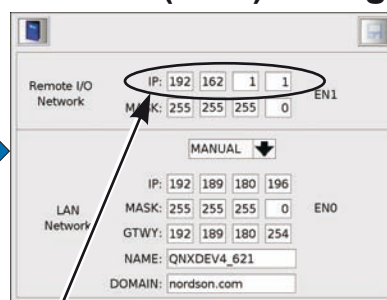 Remote I/O
Network
IP: 192 162 1 1
EN1
MASK: 255 255 255 0
MANUAL
LAN
Network
IP: 192 189 180 196
MASK: 255 255 255 0 EN0
GTWY: 192 189 180 254
NAME: QNXDEV4_621
DOMAIN: nordson.com